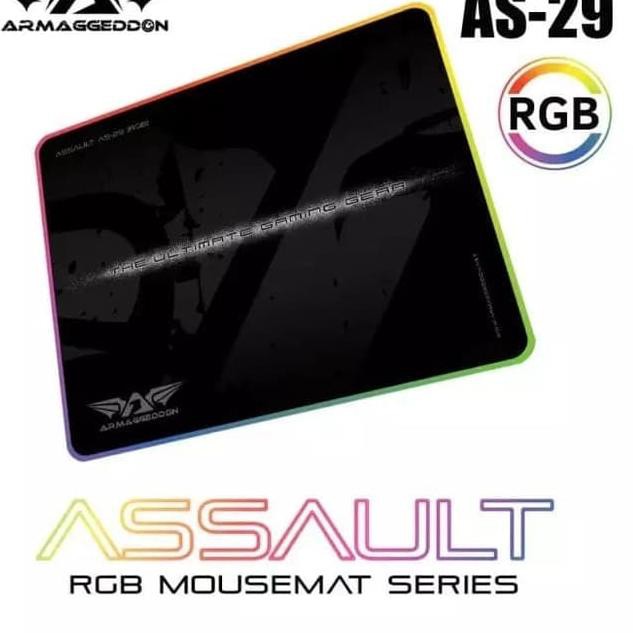 ARMAGGEDDON
AS-29
RGB
ASSAULT AS-29 RGB
THE ULTIMATE GAMING GEAR
ARMAGGEDDON
ASSAULT
RGB MOUSEMAT SERIES